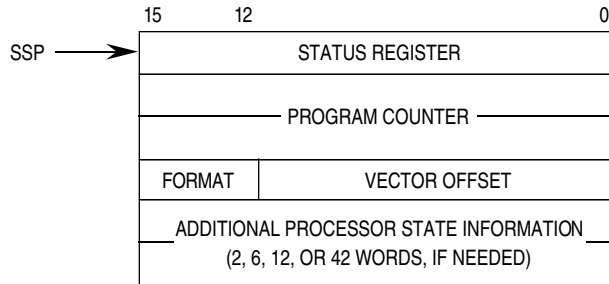 15 12 0
SSP STATUS REGISTER
PROGRAM COUNTER
FORMAT VECTOR OFFSET
ADDITIONAL PROCESSOR STATE INFORMATION
(2, 6, 12, OR 42 WORDS, IF NEEDED)